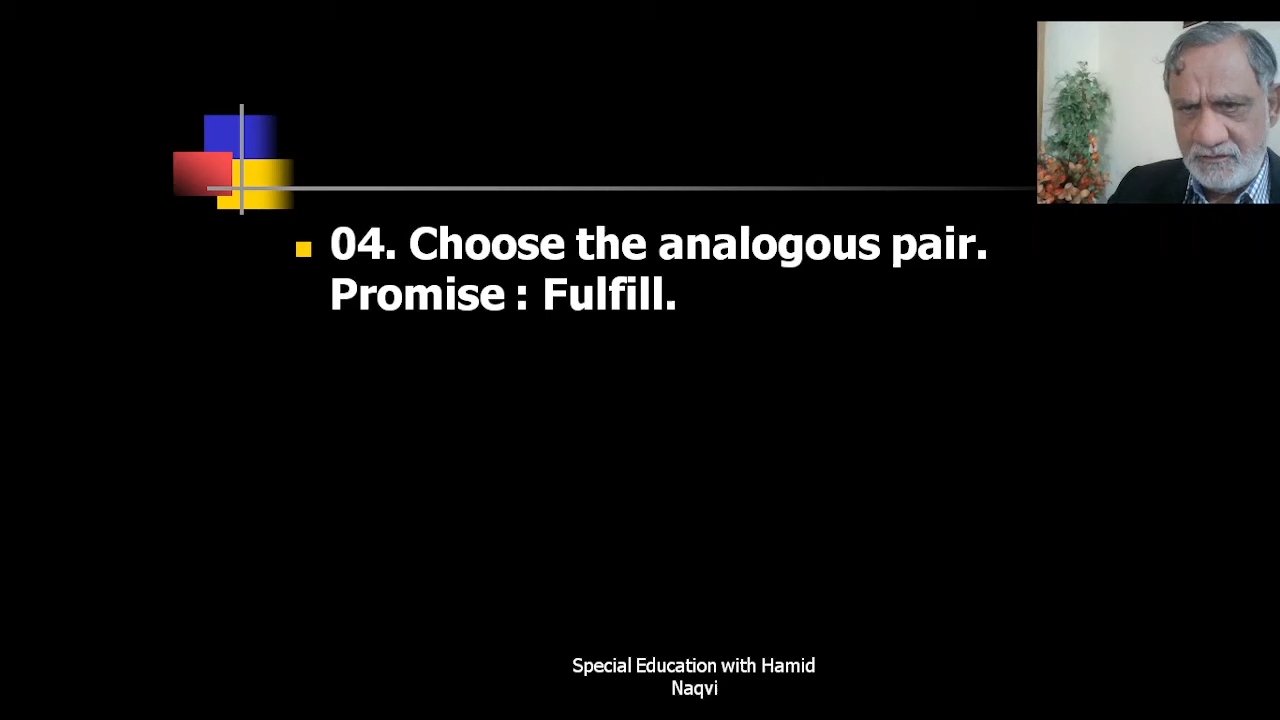 04. Choose the analogous pair.
Promise : Fulfill.
Special Education with Hamid
Naqvi